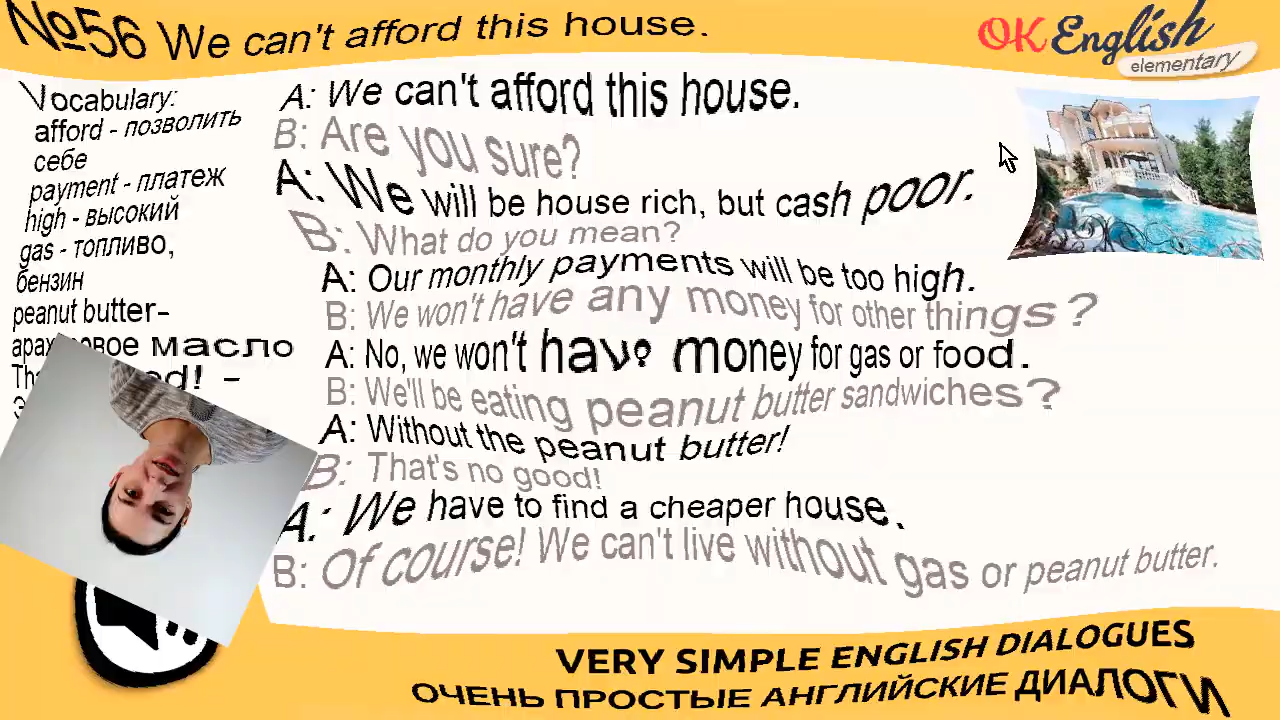 №56 We can't afford this house.
OK English
elementary
Vocabulary:
afford - позволить
себе
payment - платеж
high - высокий
gas - топливо,
бензин
peanut butter-
масло
A: We can't afford this house.
B: Are you sure?
A: We will be house rich, but cash poor.
B: What do you mean?
A: Our monthly payments will be too high.
B: We won't have any money for other things?
A: No, we won't have money for gas or food.
B: We'll be eating peanut butter sandwiches?
A: Without the peanut butter!
B: That's no good!
A: We have to find a cheaper house.
B: Of course! We can't live without gas or peanut butter.
VERY SIMPLE ENGLISH DIALOGUES
ОЧЕНЬ ПРОСТЫЕ АНГЛИЙСКИЕ ДИАЛОГИ